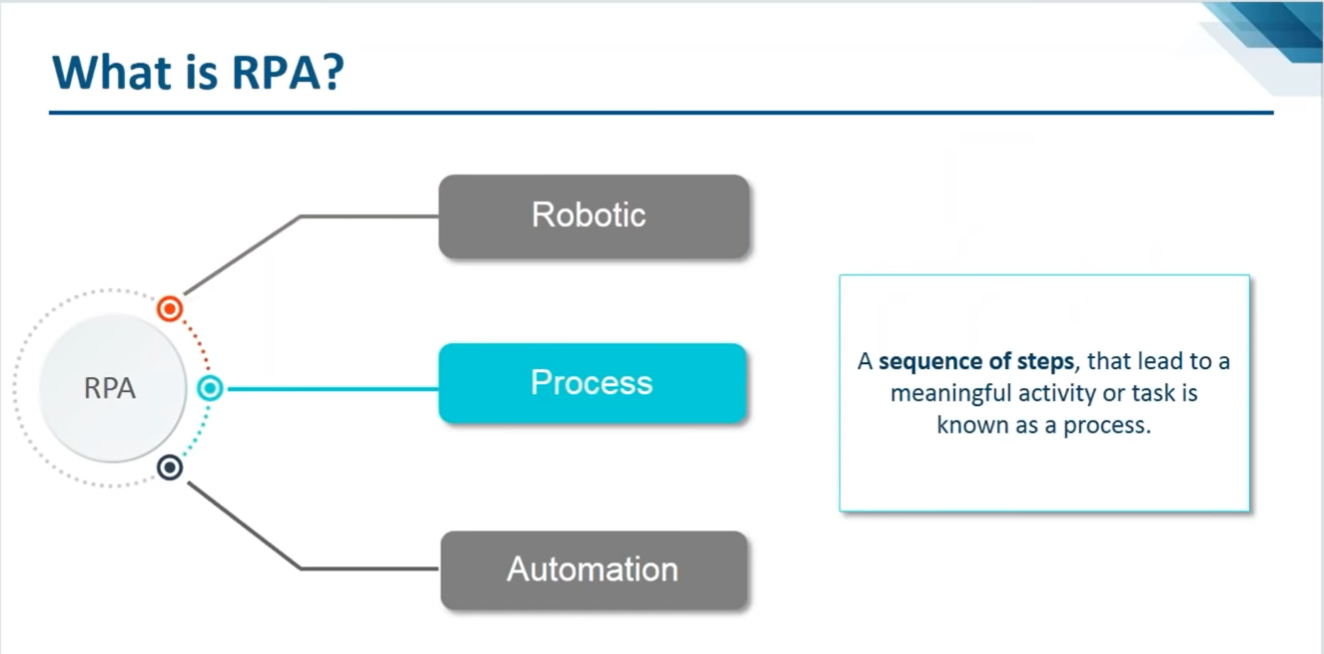 What is RPA?
Robotic
RPA
Process
Automation
A sequence of steps, that lead to a
meaningful activity or task is
known as a process.